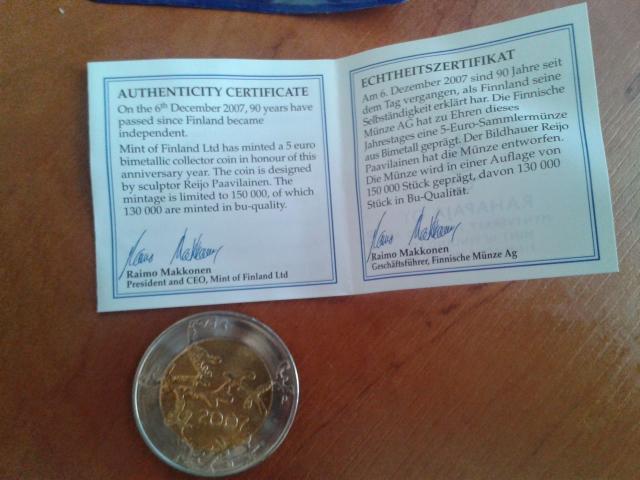 AUTHENTICITY CERTIFICATE
On the 6th December 2007, 90 years have
passed since Finland became
independent.
Mint of Finland Ltd has minted a 5 euro
bimetallic collector coin in honour of this
anniversary year. The coin is designed
by sculptor Reijo Paavilainen. The
mintage is limited to 150 000, of which
130 000 are minted in bu-quality.
Raimo Makkonen
President and CEO, Mint of Finland Ltd
ECHTHEITSZERTIFIKAT
Am 6. Dezember 2007 sind 90 Jahre seit
dem Tag vergangen, als Finnland seine
Selbständigkeit erklärt har. Die Finnische
Münze AG hat zu Ehren dieses
Jahrestages eine 5-Euro-Sammlermünze
aus Bimetall geprägt. Der Bildhauer Reijo
Paavilainen hat die Münze entworfen.
Die Münze wird in einer Auflage von
150 000 Stück geprägt, davon 130 000
Stück in Bu-Qualität.
Raimo Makkonen
Geschäftsführer, Finnische Münze Ag
2007